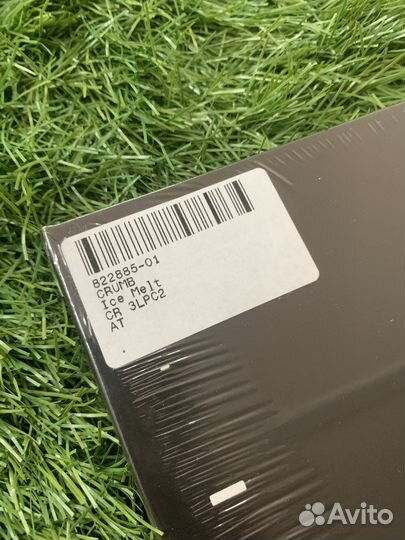 822885-01
CRUMB
Ice Melt
CR 3LPC2
AT
Avito